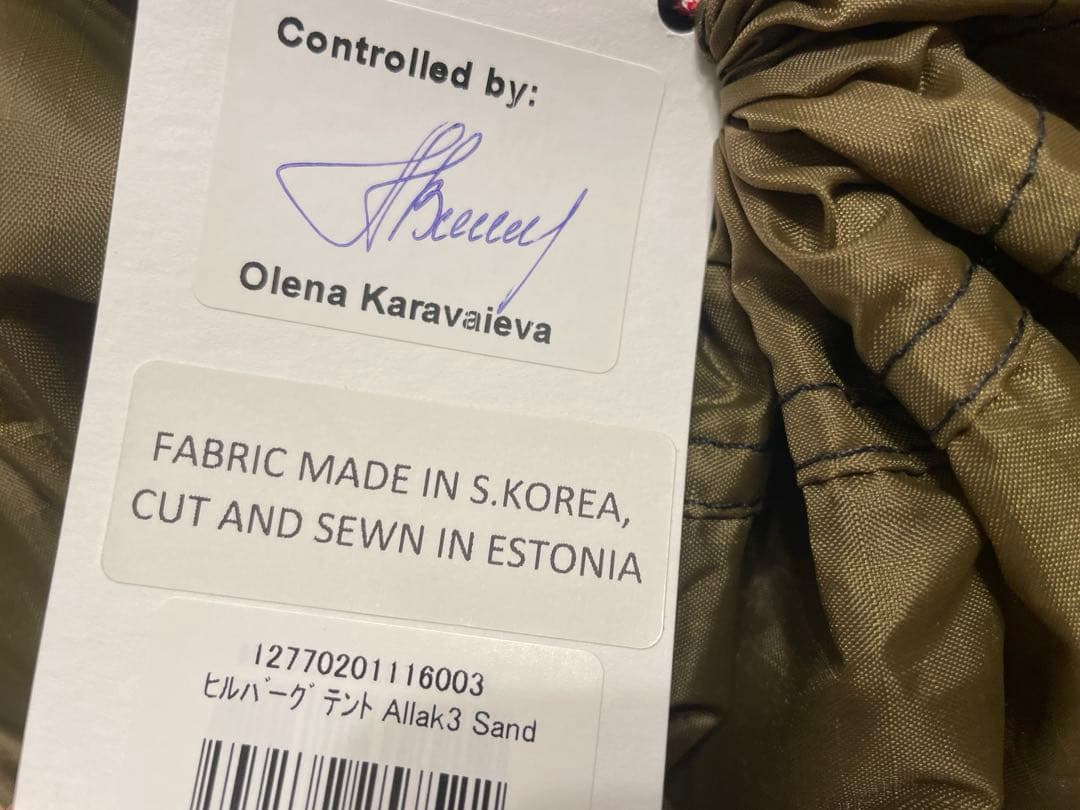 Controlled by:
Olena Karavaieva
FABRIC MADE IN S.KOREA,
CUT AND SEWN IN ESTONIA
12770201116003
ﾋﾙﾊﾞｰｸﾞ ﾃﾝﾄ Allak3 Sand